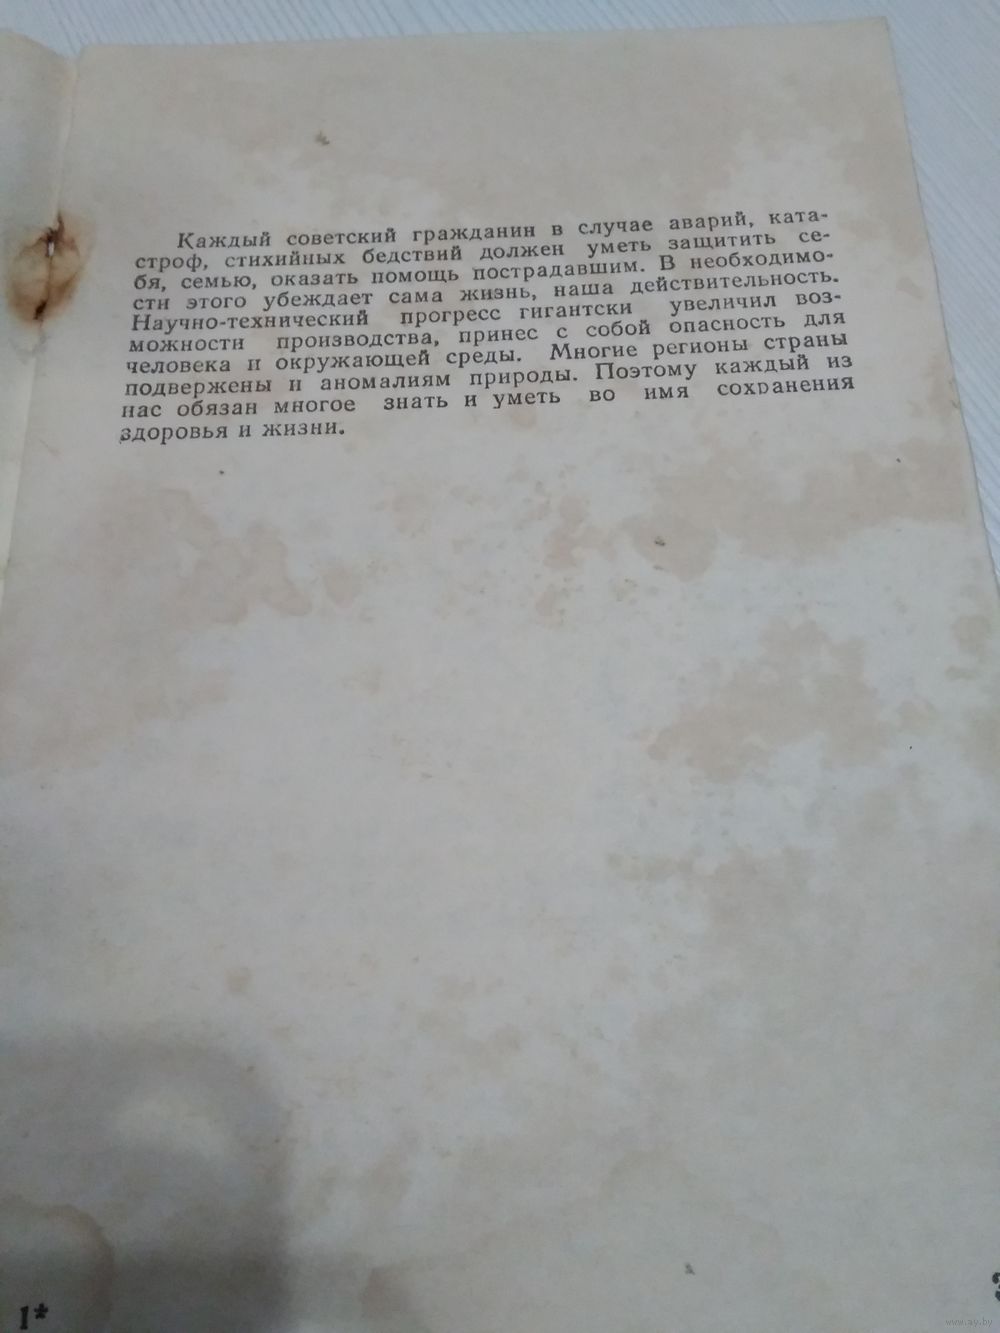 Каждый советский гражданин в случае аварий, ката-
строф, стихийных бедствий должен уметь защитить се-
бя, семью, оказать помощь пострадавшим. В необходимо-
сти этого убеждает сама жизнь, наша действительность.
Научно-технический прогресс гигантски увеличил воз-
можности производства, принес с собой опасность для
человека и окружающей среды. Многие регионы страны
подвержены и аномалиям природы. Поэтому каждый из
нас обязан многое знать и уметь во имя сохранения
здоровья и жизни.
1*
www.ay.by